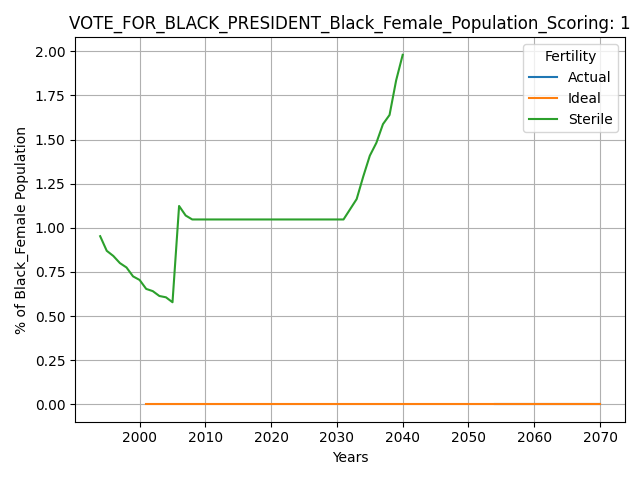 VOTE_FOR_BLACK_PRESIDENT_Black_Female_Population_Scoring: 1
Fertility
Actual
Ideal
Sterile
% of Black_Female Population
2.00
1.75
1.50
1.25
1.00
0.75
0.50
0.25
0.00
2000 2010 2020 2030 2040 2050 2060 2070
Years